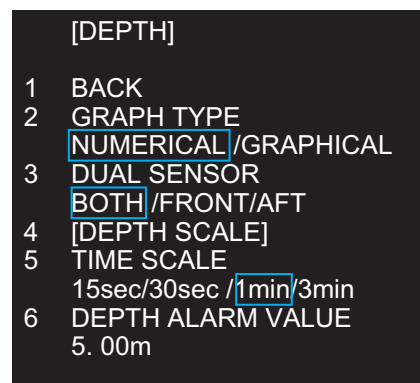 [DEPTH]
1 BACK
2 GRAPH TYPE
NUMERICAL /GRAPHICAL
3 DUAL SENSOR
BOTH /FRONT/AFT
4 [DEPTH SCALE]
5 TIME SCALE
15sec/30sec /1min/3min
6 DEPTH ALARM VALUE
5. 00m